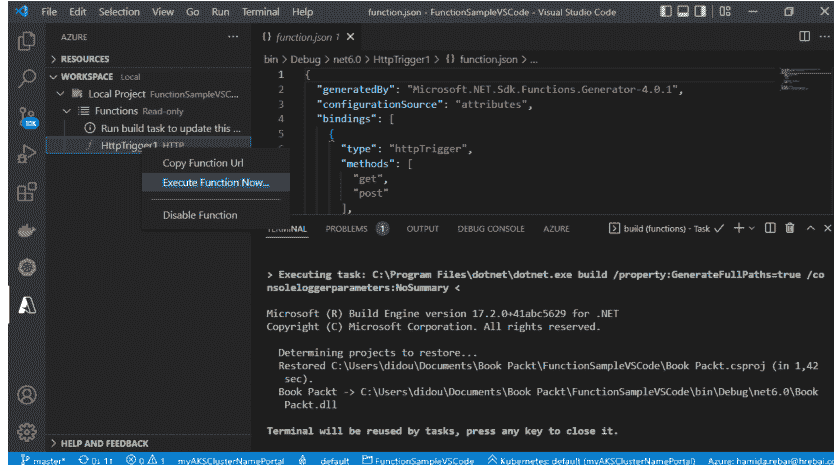 File Edit Selection View Go Run Terminal Help function.json - FunctionSampleVSCode - Visual Studio Code
AZURE
RESOURCES
WORKSPACE Local
Local Project FunctionSampleVSC...
Functions Read-only
Run build task to update this ...
HttpTrigger1 HTTP
Copy Function Url
Execute Function Now...
Disable Function
HELP AND FEEDBACK
{} function.json 1
bin > Debug > net6.0 > HttpTrigger1 > {} function.json > ...
1 {
2 "generatedBy": "Microsoft.NET.Sdk.Functions.Generator-4.0.1",
3 "configurationSource": "attributes",
4 "bindings": [
5 {
6 "type": "httpTrigger",
7 "methods": [
8 "get",
9 "post"
10 ],
TERMINAL PROBLEMS 1 OUTPUT DEBUG CONSOLE AZURE build (functions) - Task
> Executing task: C:\Program Files\dotnet\dotnet.exe build /property:GenerateFullPaths=true /co
nsoleloggerparameters:NoSummary <
Microsoft (R) Build Engine version 17.2.0+41abc5629 for .NET
Copyright (C) Microsoft Corporation. All rights reserved.
Determining projects to restore...
Restored C:\Users\didou\Documents\Book Packt\FunctionSampleVSCode\Book Packt.csproj (in 1,42
sec).
Book Packt -> C:\Users\didou\Documents\Book Packt\FunctionSampleVSCode\bin\Debug\net6.0\Book
Packt.dll
Terminal will be reused by tasks, press any key to close it.
master* 0↓ 1↑ 0 1 myAKSClusterNamePortal default FunctionSampleVSCode Kubernetes: default (myAKSClusterNamePortal) Azure: hamida.rebai@hrebai.c